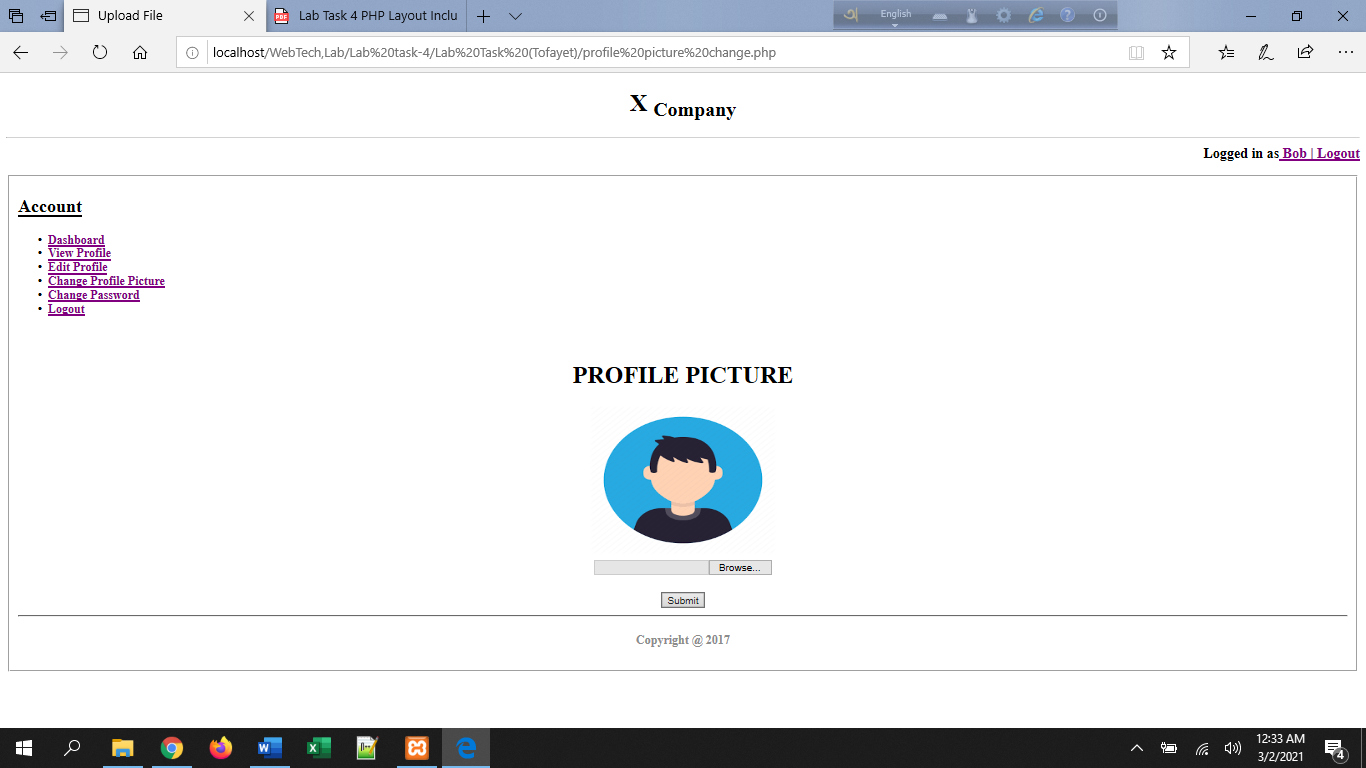 Upload File
Lab Task 4 PHP Layout Inclu
English
localhost/WebTech,Lab/Lab%20task-4/Lab%20Task%20(Tofayet)/profile%20picture%20change.php
X Company
Logged in as Bob | Logout
Account
• Dashboard
• View Profile
• Edit Profile
• Change Profile Picture
• Change Password
• Logout
PROFILE PICTURE
Browse...
Submit
Copyright @ 2017
12:33 AM
3/2/2021
4